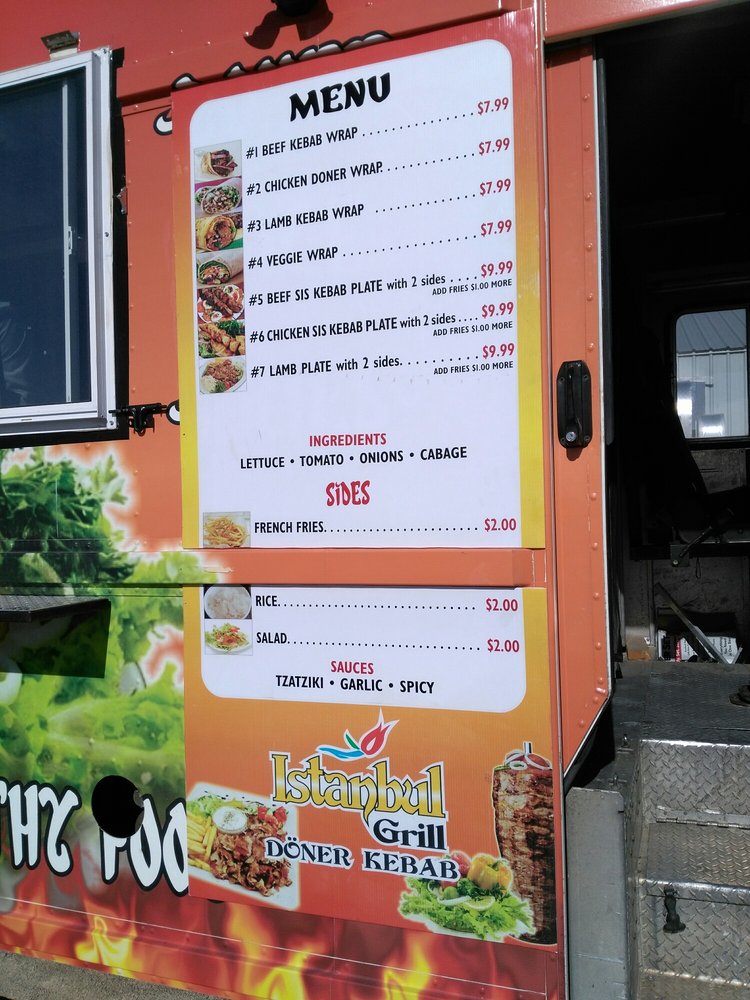 MENU
#1 BEEF KEBAB WRAP . . . . . . . . . . . . . . . $7.99
#2 CHICKEN DONER WRAP. . . . . . . . . . . . . $7.99
#3 LAMB KEBAB WRAP . . . . . . . . . . . . . . $7.99
#4 VEGGIE WRAP . . . . . . . . . . . . . . . . . . $7.99
#5 BEEF SIS KEBAB PLATE with 2 sides . . . . $9.99
ADD FRIES $1.00 MORE
#6 CHICKEN SIS KEBAB PLATE with 2 sides . . . . $9.99
ADD FRIES $1.00 MORE
#7 LAMB PLATE with 2 sides. . . . . . . . . . $9.99
ADD FRIES $1.00 MORE
INGREDIENTS
LETTUCE • TOMATO • ONIONS • CABAGE
SIDES
FRENCH FRIES. . . . . . . . . . . . . . . . . . . . . . $2.00
RICE. . . . . . . . . . . . . . . . . . . . . . . . . . . . $2.00
SALAD. . . . . . . . . . . . . . . . . . . . . . . . . . . $2.00
SAUCES
TZATZIKI • GARLIC • SPICY
Istanbul
Grill
DÖNER KEBAB
THY FOO